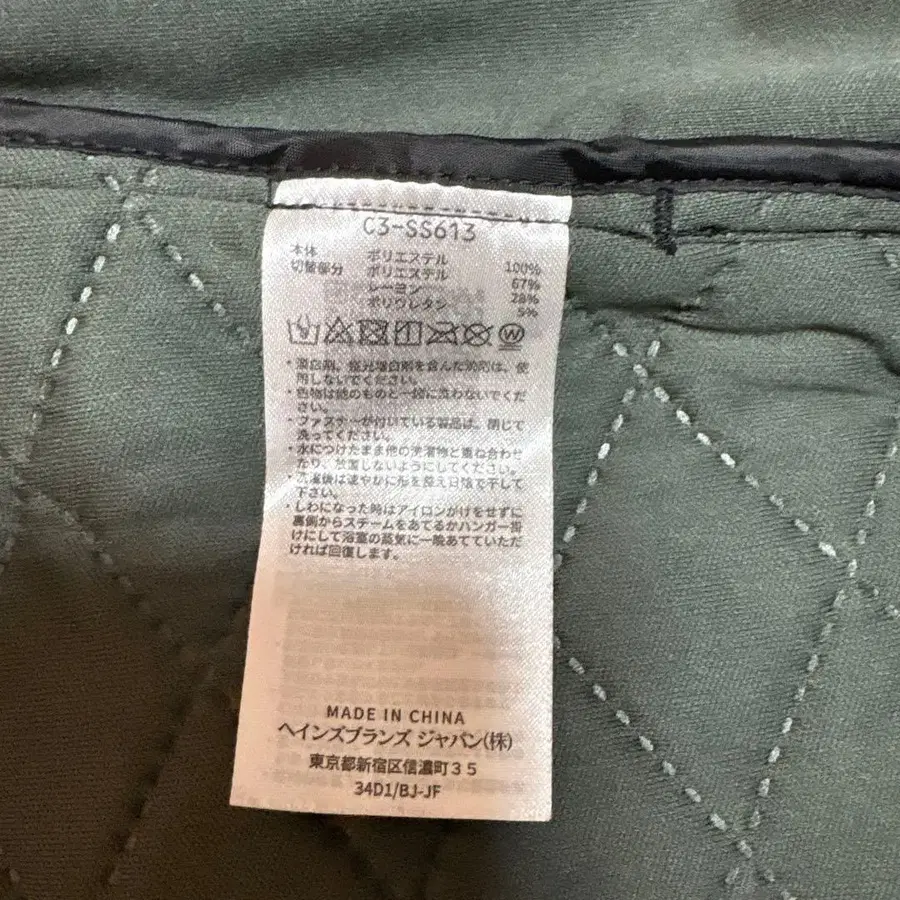 C3-SS613
本体 ポリエステル 100%
切替部分 ポリエステル 67%
レーヨン 28%
ポリウレタン 5%
・漂白剤、蛍光増白剤を含んだ洗剤は、使
用しないでください。
・色物は他のものと一緒に洗わないでくだ
さい。
・ファスナーが付いている製品は、閉じて
洗ってください。
・水につけたまま他の洗濯物と重ね合わせ
たり、放置しないようにしてください。
・洗濯後は速やかに形を整え日陰で干して
下さい。
・しわになった時はアイロンがけをせずに
裏側からスチームをあてるかハンガー掛
けにして浴室の蒸気に一晩あてていただ
ければ回復します。
MADE IN CHINA
ヘインズブランズ ジャパン(株)
東京都新宿区信濃町35
34D1/BJ-JF